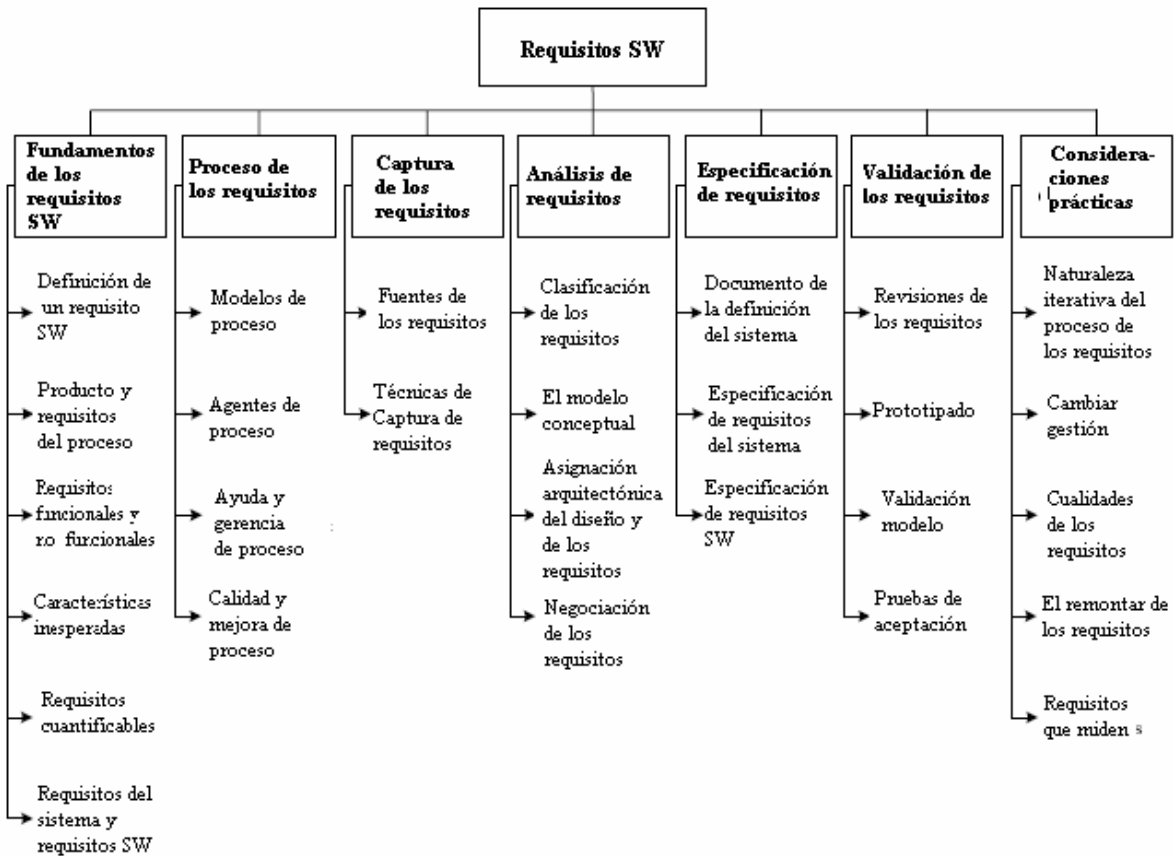 Requisitos SW
Fundamentos
de los
requisitos
SW
Definición de
un requisito
SW
Producto y
requisitos
del proceso
Requisitos
funcionales y
no funcionales
Características
inesperadas
Requisitos
cuantificables
Requisitos del
sistema y
requisitos SW
Proceso de
los requisitos
Modelos de
proceso
Agentes de
proceso
Ayuda y
gerencia
de proceso
Calidad y
mejora de
proceso
Captura
de los
requisitos
Fuentes de
los requisitos
Técnicas de
Captura de
requisitos
Análisis de
requisitos
Clasificación
de los
requisitos
El modelo
conceptual
Asignación
arquitectónica
del diseño y
de los
requisitos
Negociación
de los
requisitos
Especificación
de requisitos
Documento de
la definición
del sistema
Especificación
de requisitos
del sistema
Especificación
de requisitos
SW
Validación de
los requisitos
Revisiones de
los requisitos
Prototipado
Validación
modelo
Pruebas de
aceptación
Considera-
ciones
prácticas
Naturaleza
iterativa del
proceso de
los requisitos
Cambiar
gestión
Cualidades
de los
requisitos
El remontar de
los requisitos
Requisitos
que miden s